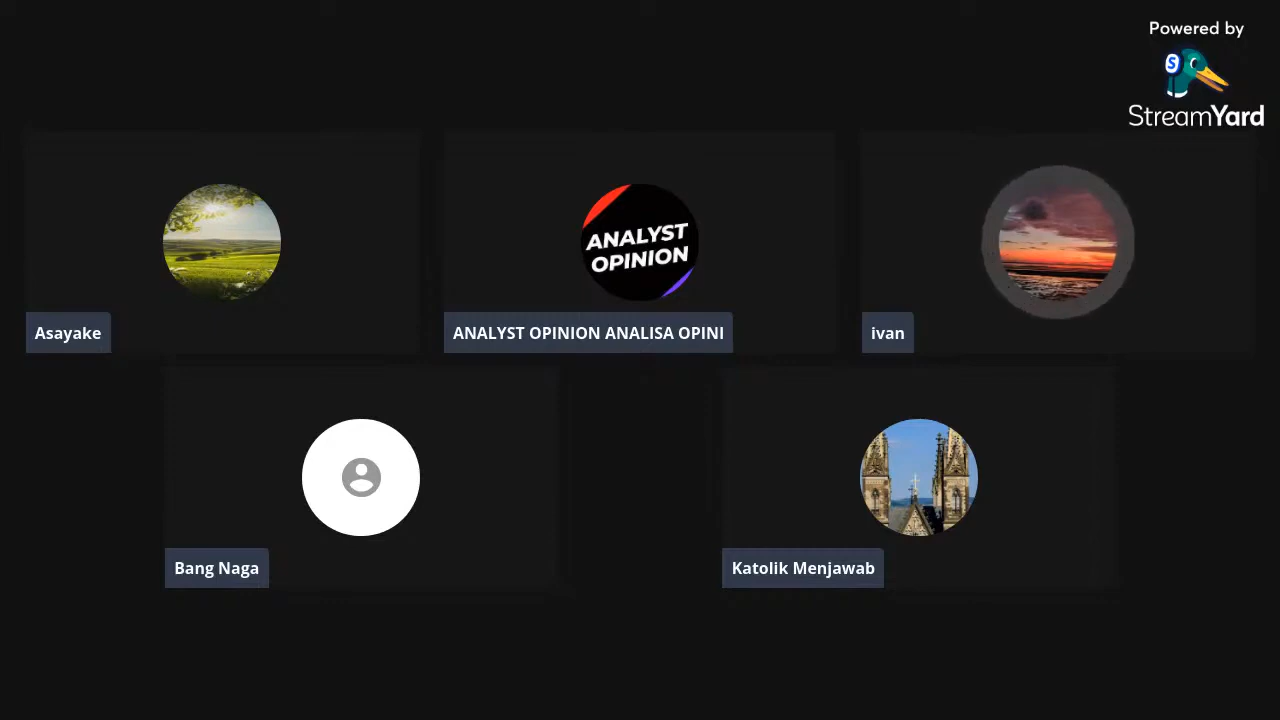 Powered by
StreamYard
ANALYST
OPINION
Asayake
ANALYST OPINION ANALISA OPINI
ivan
Bang Naga
Katolik Menjawab